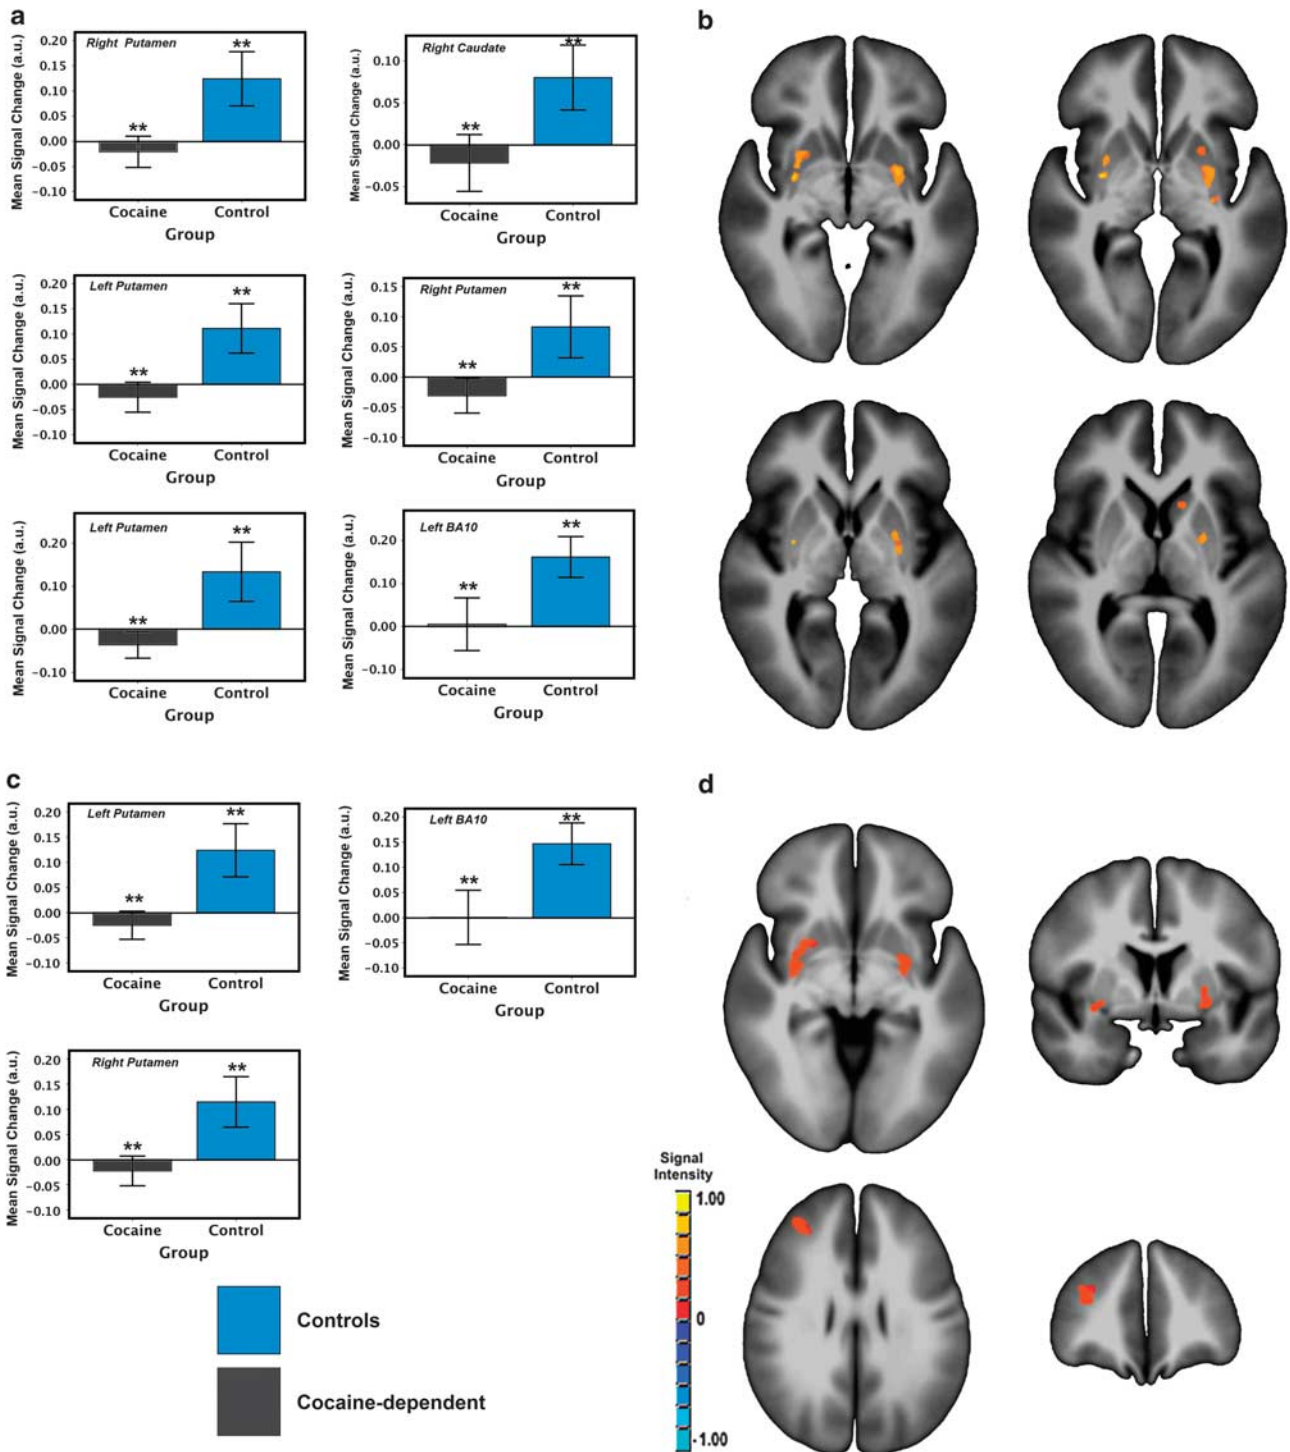 a
Right Putamen
**
**
Mean Signal Change (a.u.)
0.20
0.15
0.10
0.05
0.00
−0.05
−0.10
Cocaine
Control
Group
Right Caudate
**
**
Mean Signal Change (a.u.)
0.10
0.05
0.00
−0.05
Cocaine
Control
Group
Left Putamen
**
**
Mean Signal Change (a.u.)
0.20
0.15
0.10
0.05
0.00
−0.05
−0.10
Cocaine
Control
Group
Right Putamen
**
**
Mean Signal Change (a.u.)
0.15
0.10
0.05
0.00
−0.05
−0.10
Cocaine
Control
Group
Left Putamen
**
**
Mean Signal Change (a.u.)
0.20
0.10
0.00
−0.10
Cocaine
Control
Group
Left BA10
**
**
Mean Signal Change (a.u.)
0.20
0.10
0.00
−0.10
Cocaine
Control
Group
b
c
Left Putamen
**
**
Mean Signal Change (a.u.)
0.20
0.15
0.10
0.05
0.00
−0.05
−0.10
Cocaine
Control
Group
Left BA10
**
**
Mean Signal Change (a.u.)
0.20
0.15
0.10
0.05
0.00
−0.05
−0.10
Cocaine
Control
Group
Right Putamen
**
**
Mean Signal Change (a.u.)
0.20
0.15
0.10
0.05
0.00
−0.05
−0.10
Cocaine
Control
Group
Controls
Cocaine-dependent
d
Signal
Intensity
1.00
0
-1.00